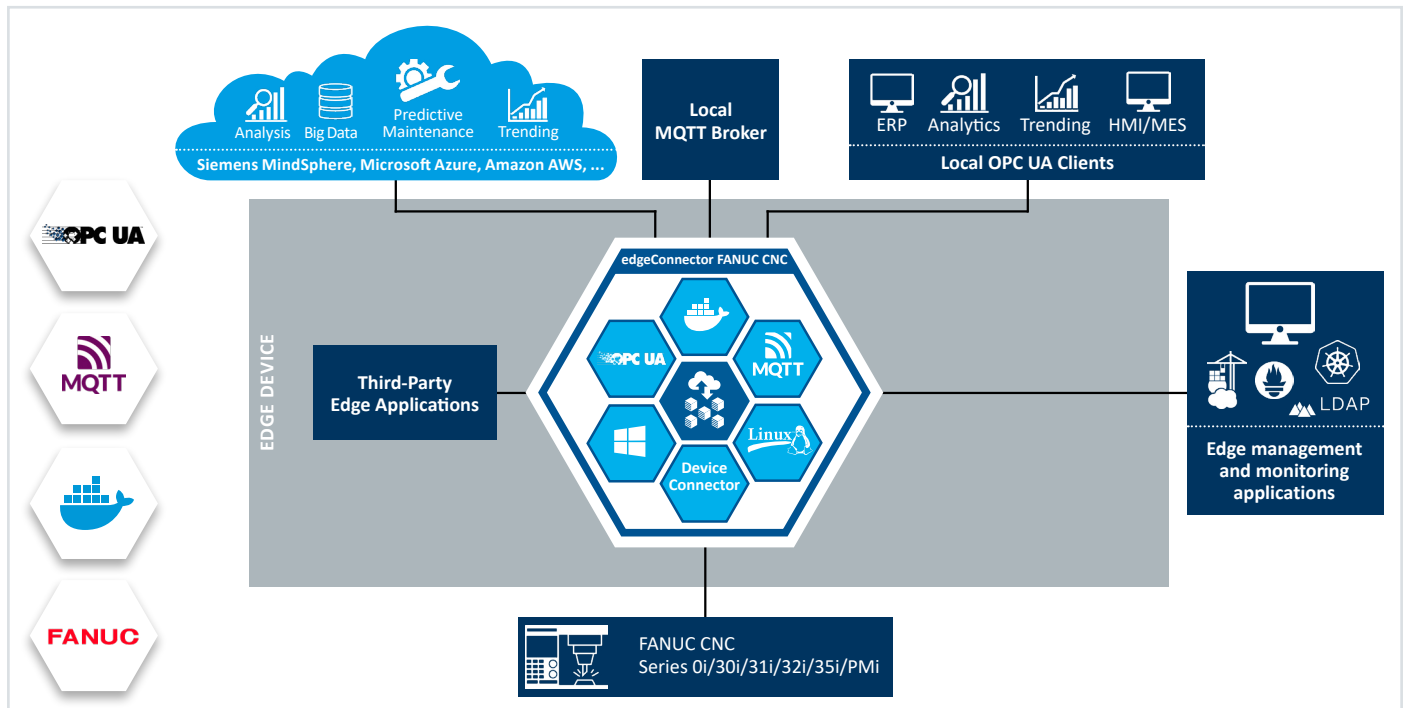 Analysis
Big Data
Predictive
Maintenance
Trending
Siemens MindSphere, Microsoft Azure, Amazon AWS, ...
Local
MQTT Broker
ERP
Analytics
Trending
HMI/MES
Local OPC UA Clients
OPC UA
MQTT
FANUC
EDGE DEVICE
Third-Party
Edge Applications
edgeConnector FANUC CNC
OPC UA
MQTT
Linux
Device
Connector
LDAP
Edge management
and monitoring
applications
FANUC CNC
Series 0i/30i/31i/32i/35i/PMi